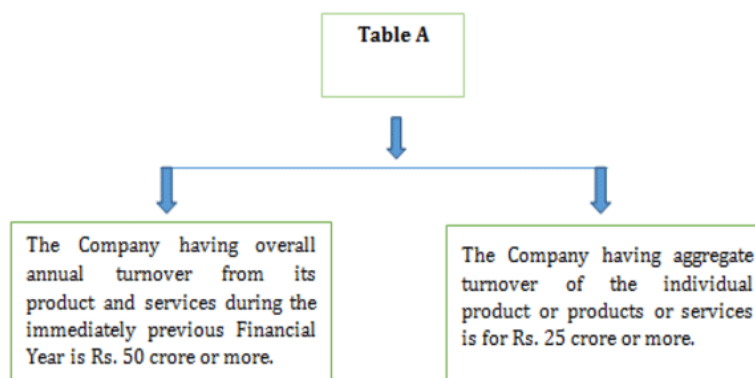 Table A
The Company having overall
annual turnover from its
product and services during the
immediately previous Financial
Year is Rs. 50 crore or more.
The Company having aggregate
turnover of the individual
product or products or services
is for Rs. 25 crore or more.